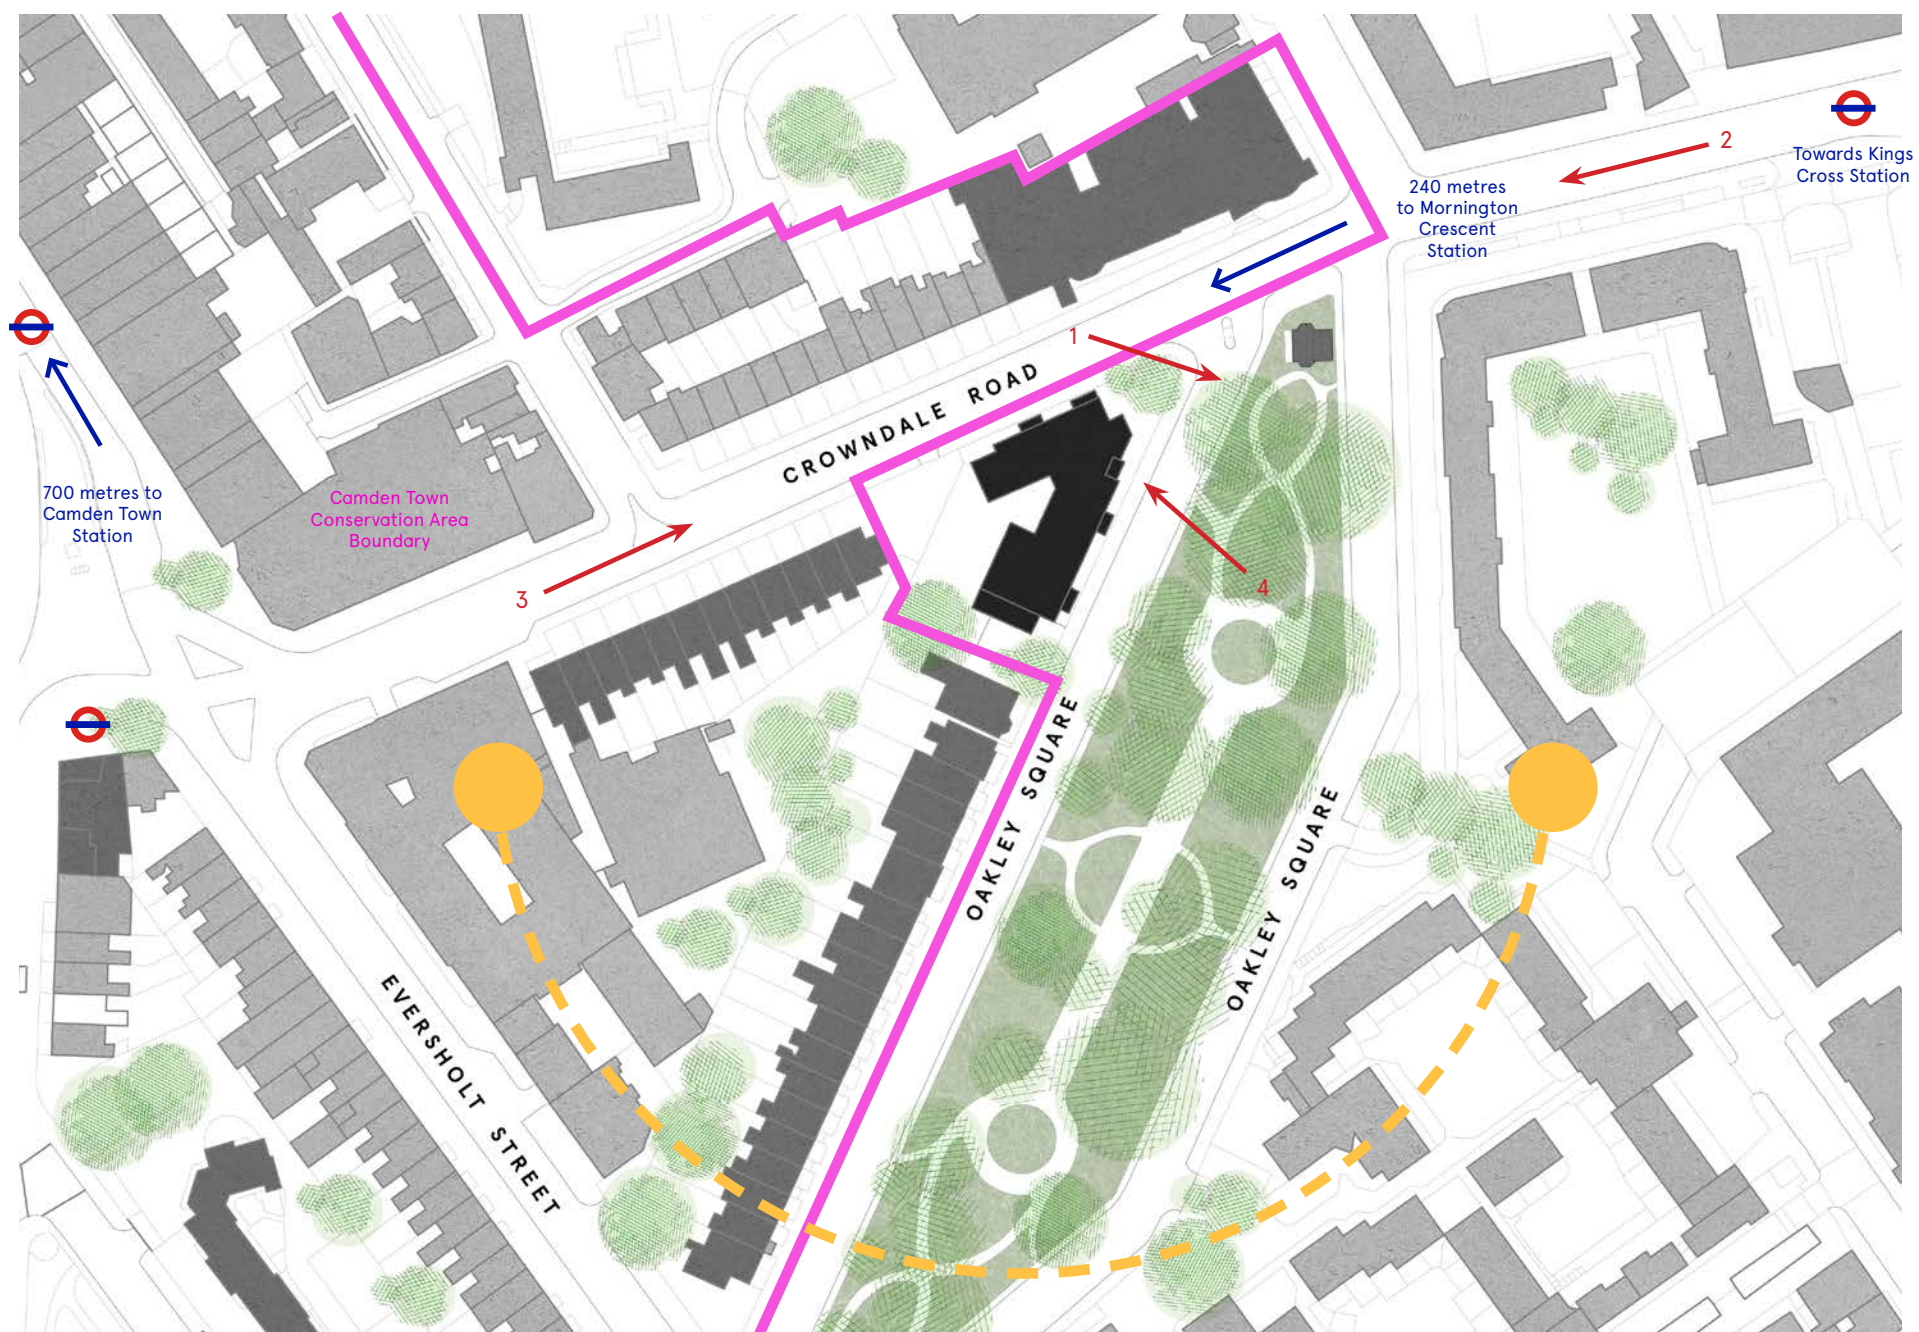 2
Towards Kings
Cross Station
240 metres
to Mornington
Crescent
Station
1
CROWNDALE ROAD
700 metres to
Camden Town
Station
Camden Town
Conservation Area
Boundary
3
4
OAKLEY SQUARE
OAKLEY SQUARE
EVERSHOLT STREET